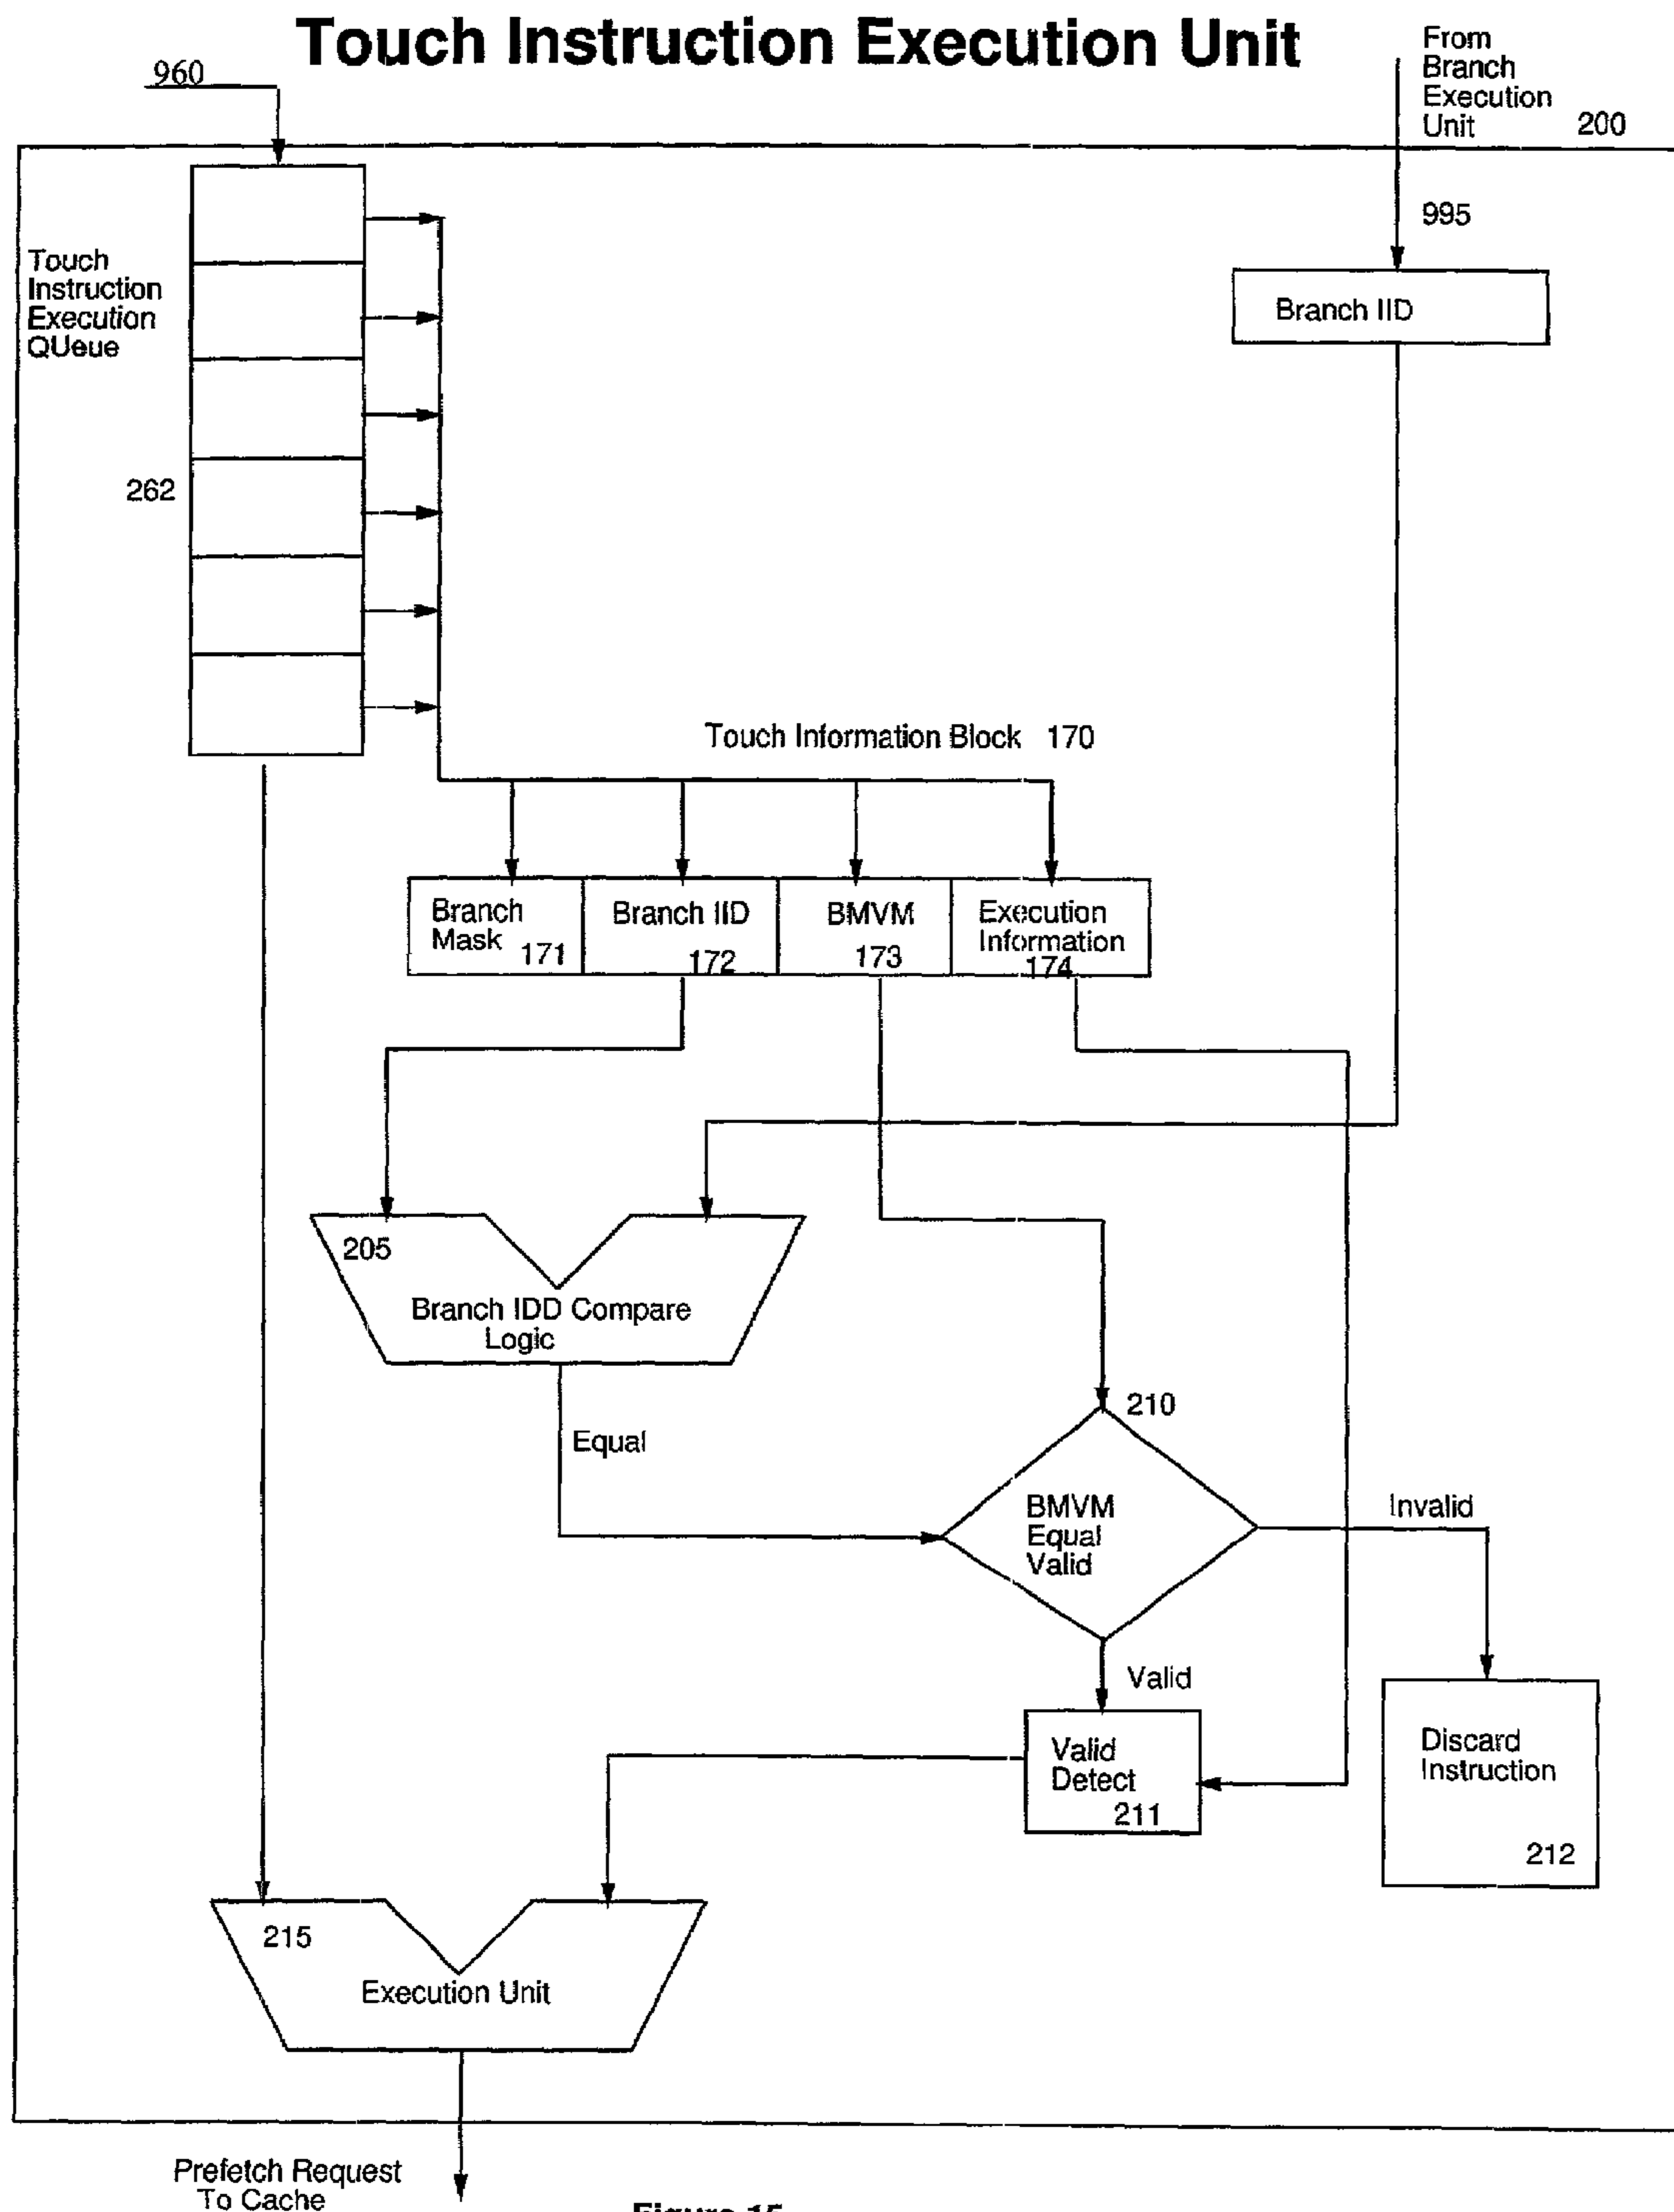 Touch Instruction Execution Unit
960
From
Branch
Execution
Unit
200
995
Touch
Instruction
Execution
QUeue
Branch IID
262
Touch Information Block 170
Branch
Mask 171
Branch IID
172
BMVM
173
Execution
Information
174
205
Branch IDD Compare
Logic
Equal
210
BMVM
Equal
Valid
Invalid
Valid
Valid
Detect
211
Discard
Instruction
212
215
Execution Unit
Prefetch Request
To Cache
Figure 15